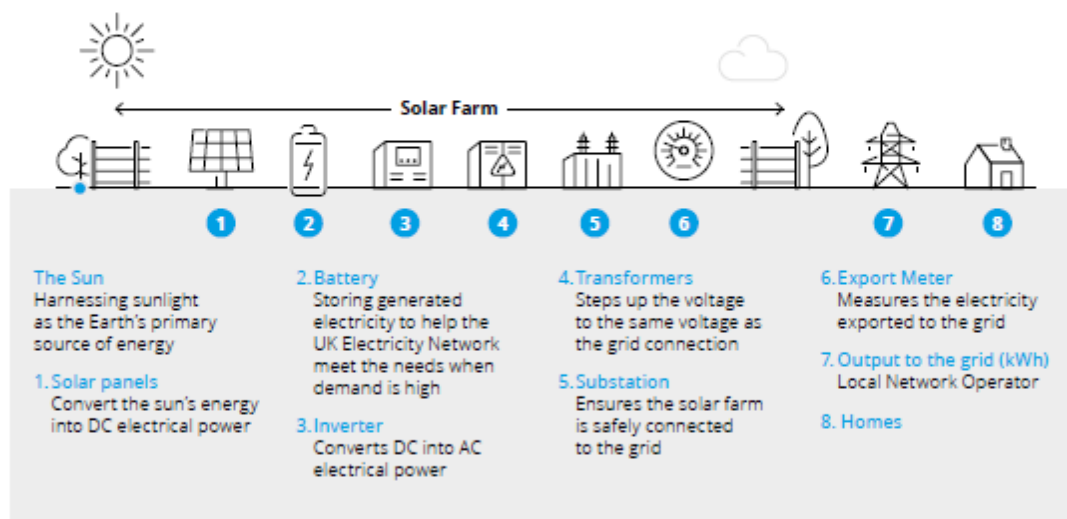 Solar Farm
1
2
3
4
5
6
7
8
The Sun
Harnessing sunlight
as the Earth's primary
source of energy
1. Solar panels
Convert the sun's energy
into DC electrical power
2. Battery
Storing generated
electricity to help the
UK Electricity Network
meet the needs when
demand is high
3. Inverter
Converts DC into AC
electrical power
4. Transformers
Steps up the voltage
to the same voltage as
the grid connection
5. Substation
Ensures the solar farm
is safely connected
to the grid
6. Export Meter
Measures the electricity
exported to the grid
7. Output to the grid (kWh)
Local Network Operator
8. Homes